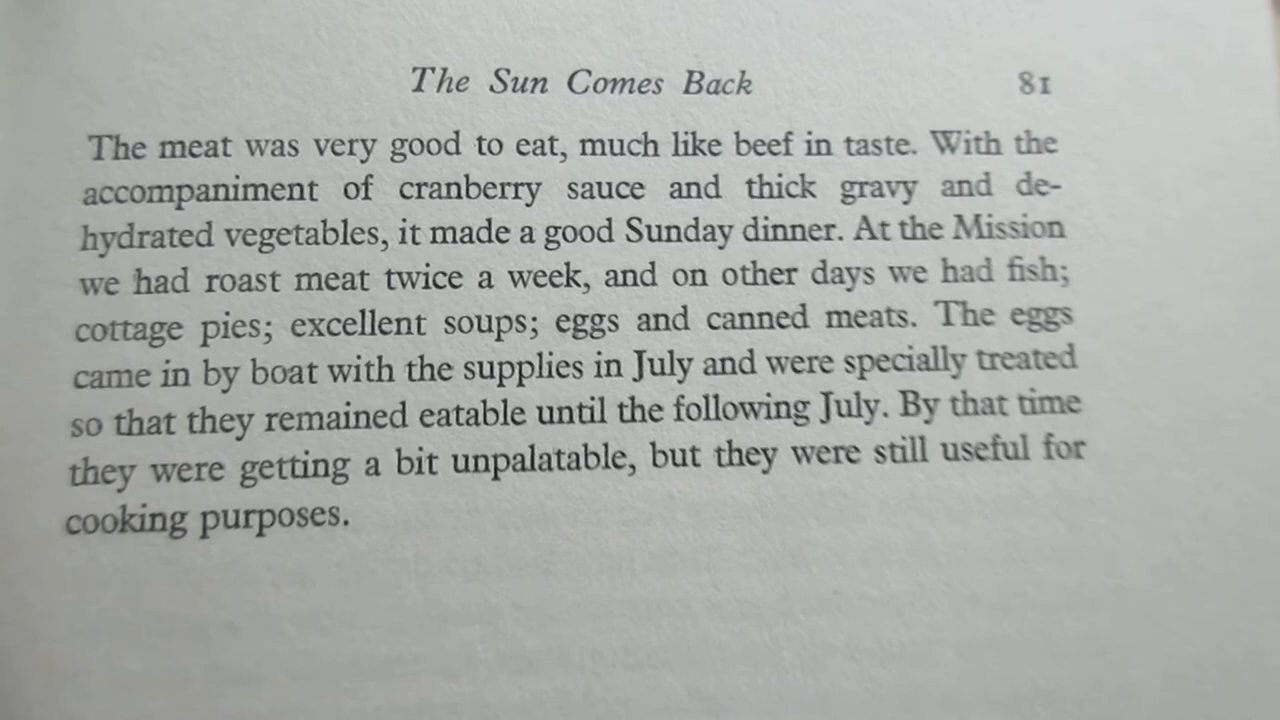 The Sun Comes Back 81
The meat was very good to eat, much like beef in taste. With the
accompaniment of cranberry sauce and thick gravy and de-
hydrated vegetables, it made a good Sunday dinner. At the Mission
we had roast meat twice a week, and on other days we had fish;
cottage pies; excellent soups; eggs and canned meats. The eggs
came in by boat with the supplies in July and were specially treated
so that they remained eatable until the following July. By that time
they were getting a bit unpalatable, but they were still useful for
cooking purposes.